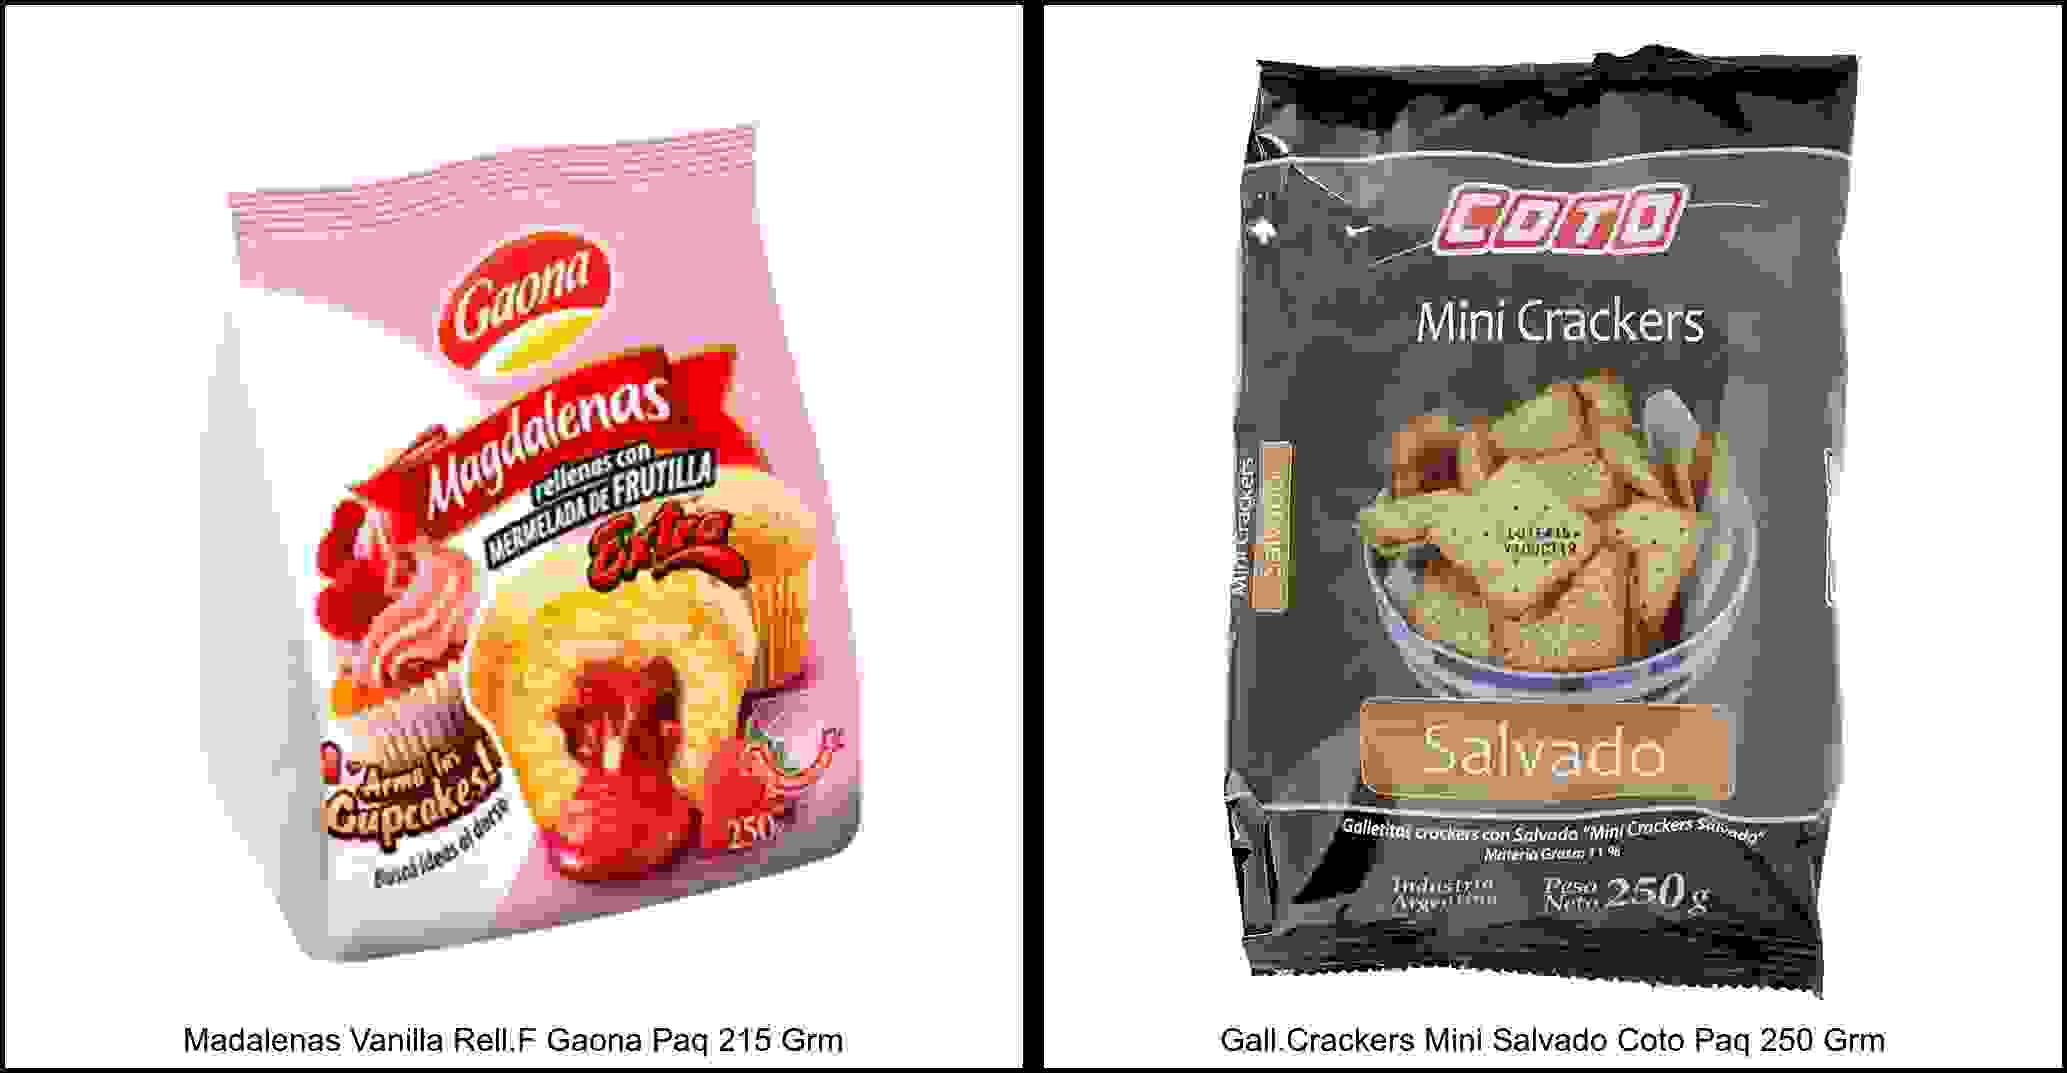 Gaona
Magdalenas
rellenas con
MERMELADA DE FRUTILLA
Extra
Arma los
Cupcakes!
Buscá ideas al dorso
250
Madalenas Vanilla Rell.F Gaona Paq 215 Grm
COTO
Mini Crackers
Mini Crackers
Salvado
Salvado
Galletitas crackers con Salvado "Mini Crackers Salvado"
Materia Grasa: 11 %
Industria
Argentina
Peso
Neto 250 g
Gall.Crackers Mini Salvado Coto Paq 250 Grm